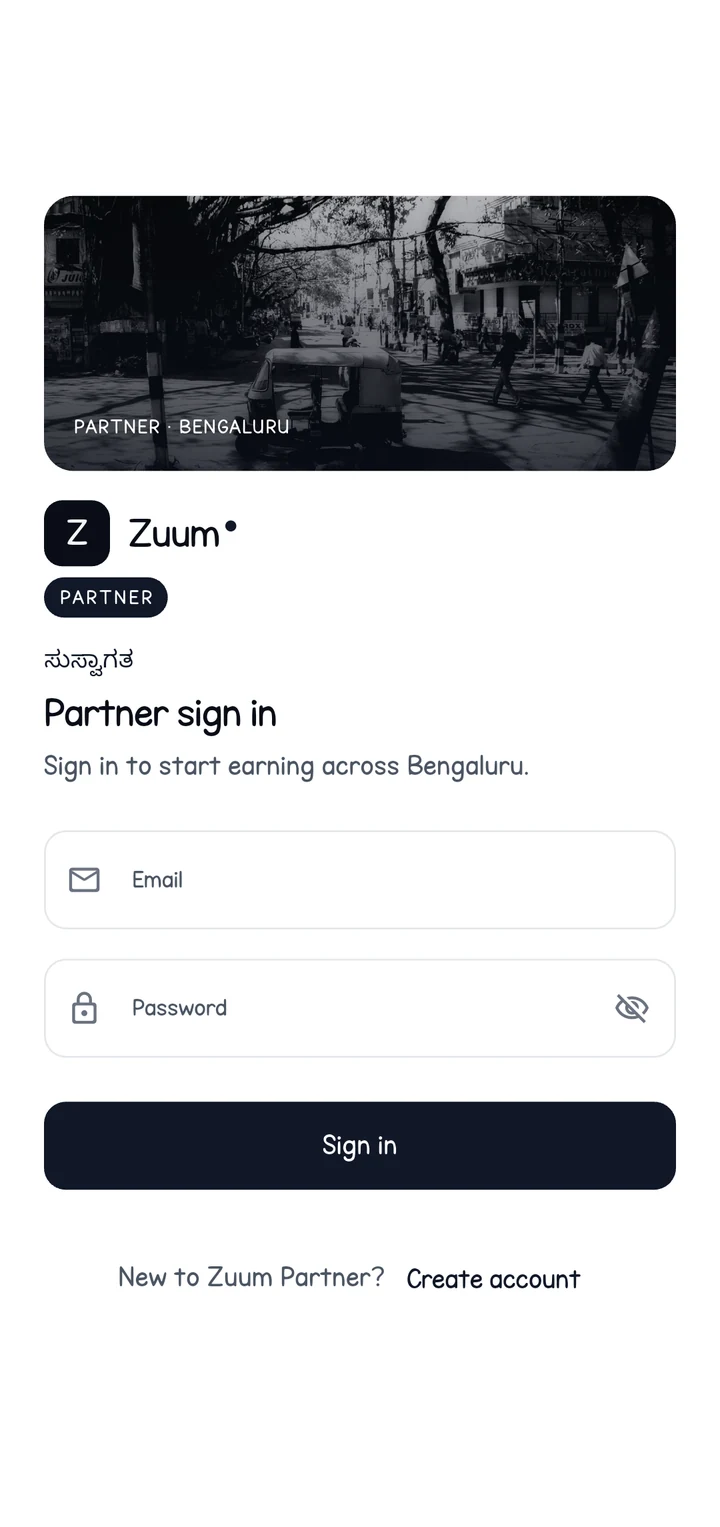 PARTNER · BENGALURU
Z Zuum
PARTNER
ಸುಸ್ವಾಗತ
Partner sign in
Sign in to start earning across Bengaluru.
Email
Password
Sign in
New to Zuum Partner? Create account